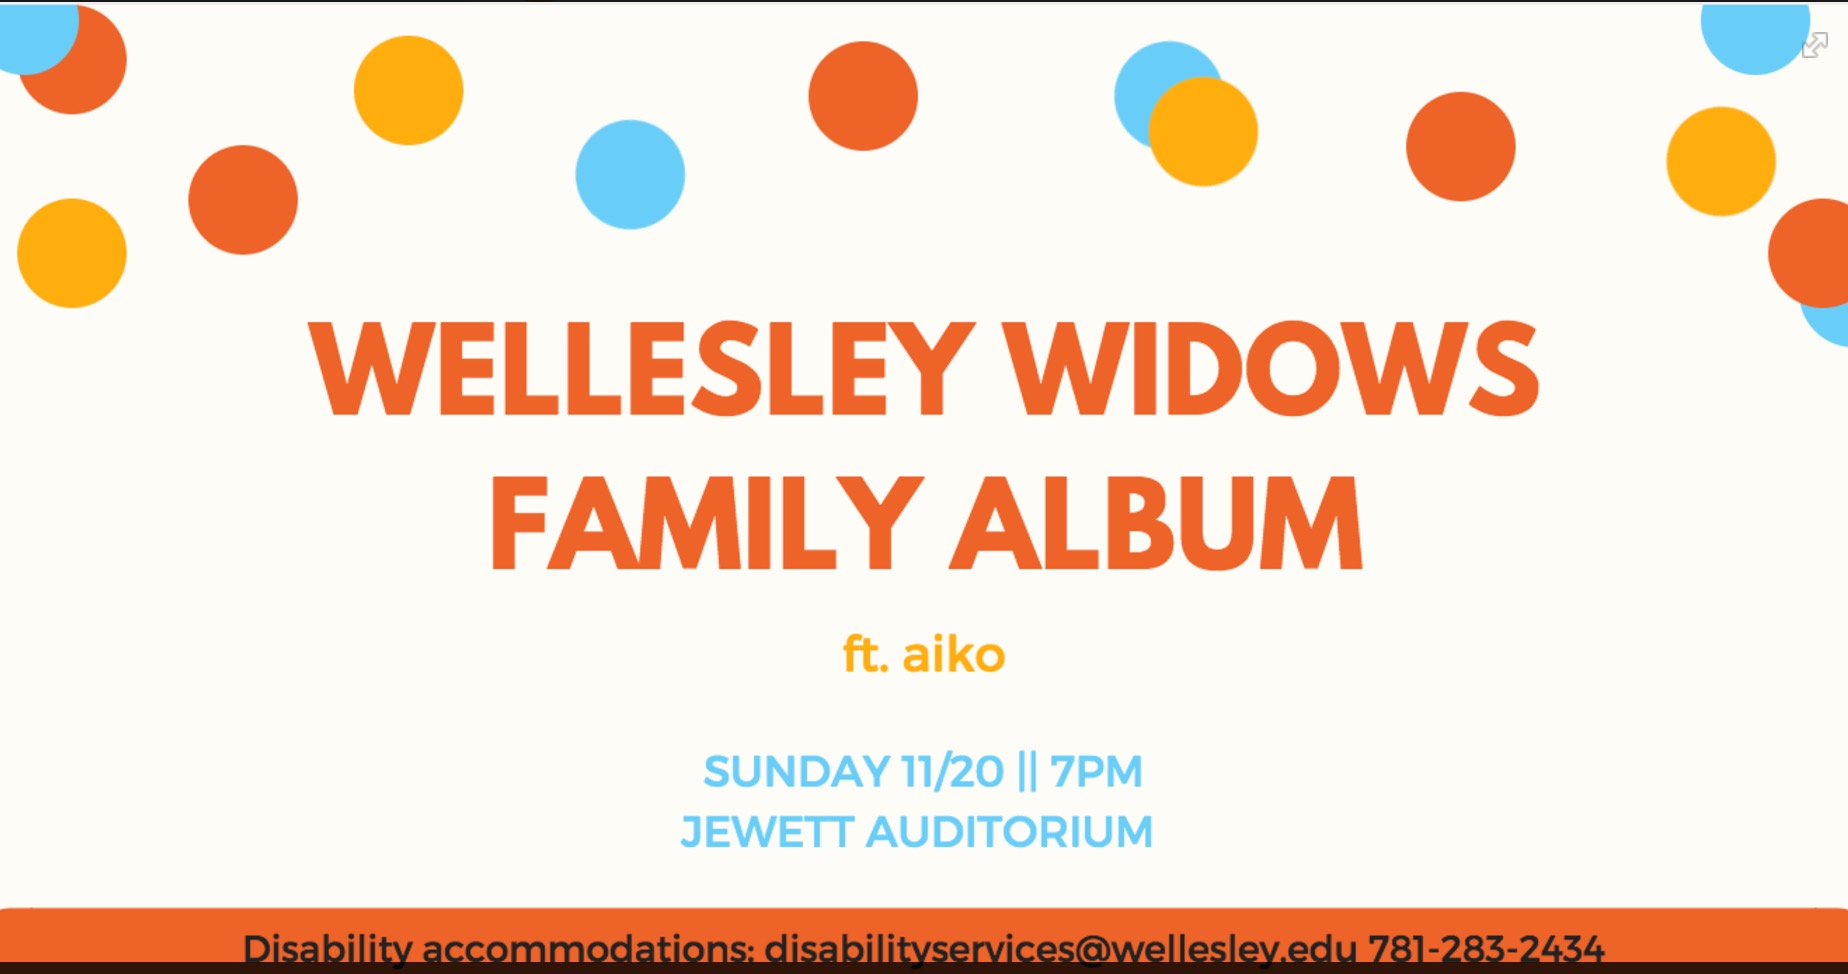 WELLESLEY WIDOWS
FAMILY ALBUM
ft. aiko
SUNDAY 11/20 || 7PM
JEWETT AUDITORIUM
Disability accommodations: disabilityservices@wellesley.edu 781-283-2434